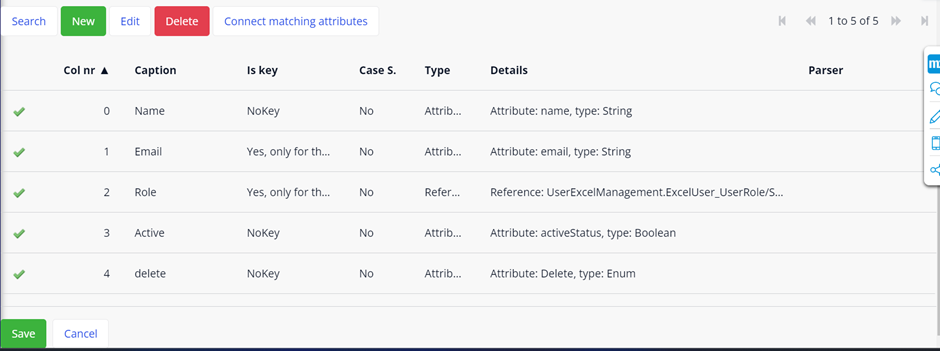 Search New Edit Delete Connect matching attributes 1 to 5 of 5
Col nr ▲ Caption Is key Case S. Type Details Parser
0 Name NoKey No Attrib... Attribute: name, type: String
1 Email Yes, only for th... No Attrib... Attribute: email, type: String
2 Role Yes, only for th... No Refer... Reference: UserExcelManagement.ExcelUser_UserRole/S...
3 Active NoKey No Attrib... Attribute: activeStatus, type: Boolean
4 delete NoKey No Attrib... Attribute: Delete, type: Enum
Save Cancel